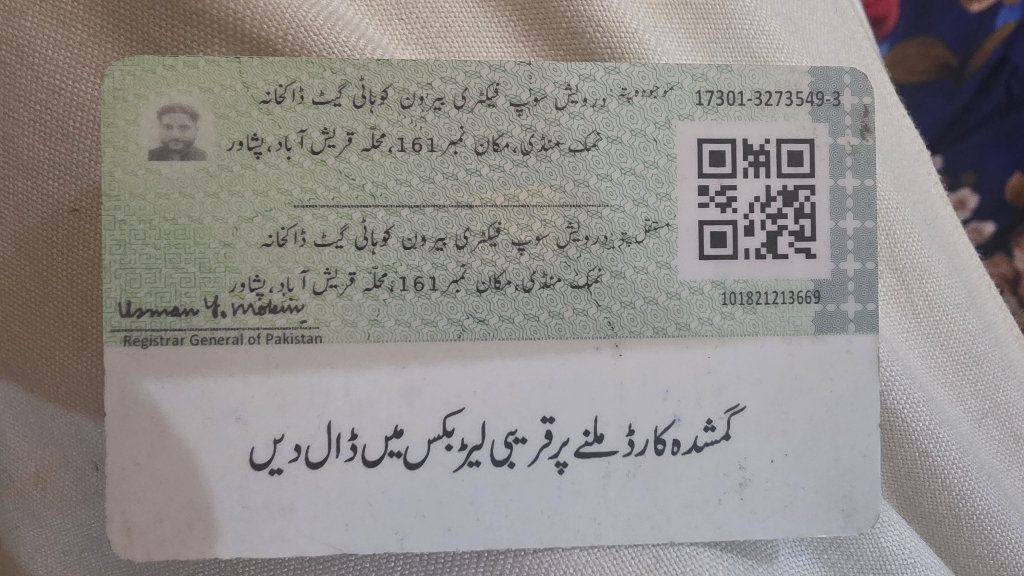 موجودہ پتہ: درویش سوپ فیکٹری بیرون کوہاٹی گیٹ ڈاکخانہ
نمک منڈی، مکان نمبر 161، محلہ قریش آباد، پشاور
17301-3273549-3
مستقل پتہ: درویش سوپ فیکٹری بیرون کوہاٹی گیٹ ڈاکخانہ
نمک منڈی، مکان نمبر 161، محلہ قریش آباد، پشاور
101821213669
Usman Y. Mobin
Registrar General of Pakistan
گمشدہ کارڈ ملنے پر قریبی لیٹر بکس میں ڈال دیں